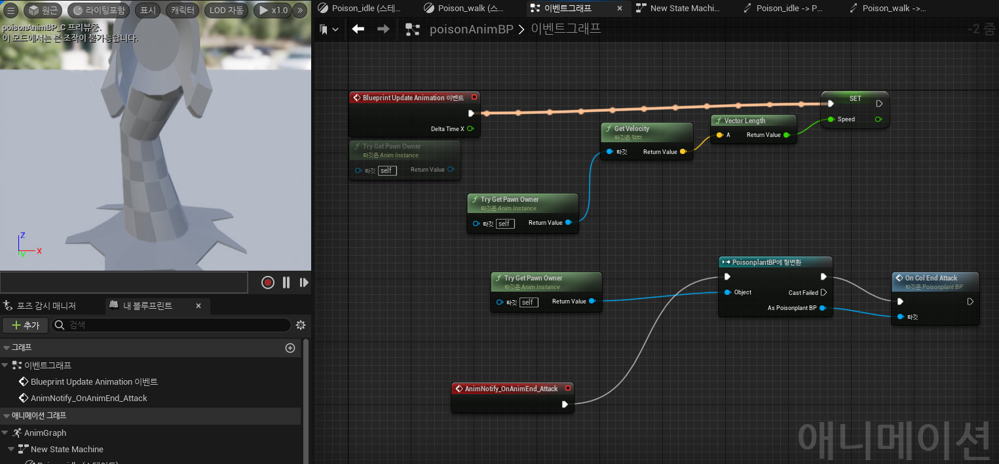 원근
라이팅포함
표시
캐릭터
LOD 자동
x1.0
poisonAnimBP_C 프리뷰중.
이 모드에서는 본 조작이 불가능합니다.
Z
X
Y
포즈 감시 매니저
내 블루프린트
추가
검색
그래프
이벤트그래프
Blueprint Update Animation 이벤트
AnimNotify_OnAnimEnd_Attack
애니메이션 그래프
AnimGraph
New State Machine
Poison_idle (스테이트)
Poison_idle (스테...
Poison_walk (스...
이벤트그래프
New State Machi...
Poison_idle -> P...
Poison_walk ->...
poisonAnimBP > 이벤트그래프
-2 줌
Blueprint Update Animation 이벤트
Delta Time X
Try Get Pawn Owner
타깃은 Anim Instance
타깃 self Return Value
Get Velocity
타깃은 액터
타깃 Return Value
Vector Length
A Return Value
SET
Speed
Try Get Pawn Owner
타깃은 Anim Instance
타깃 self Return Value
Try Get Pawn Owner
타깃은 Anim Instance
타깃 self Return Value
PoisonplantBP에 형변환
Object
Cast Failed
As Poisonplant BP
On Col End Attack
타깃은 Poisonplant BP
타깃
AnimNotify_OnAnimEnd_Attack
애니메이션